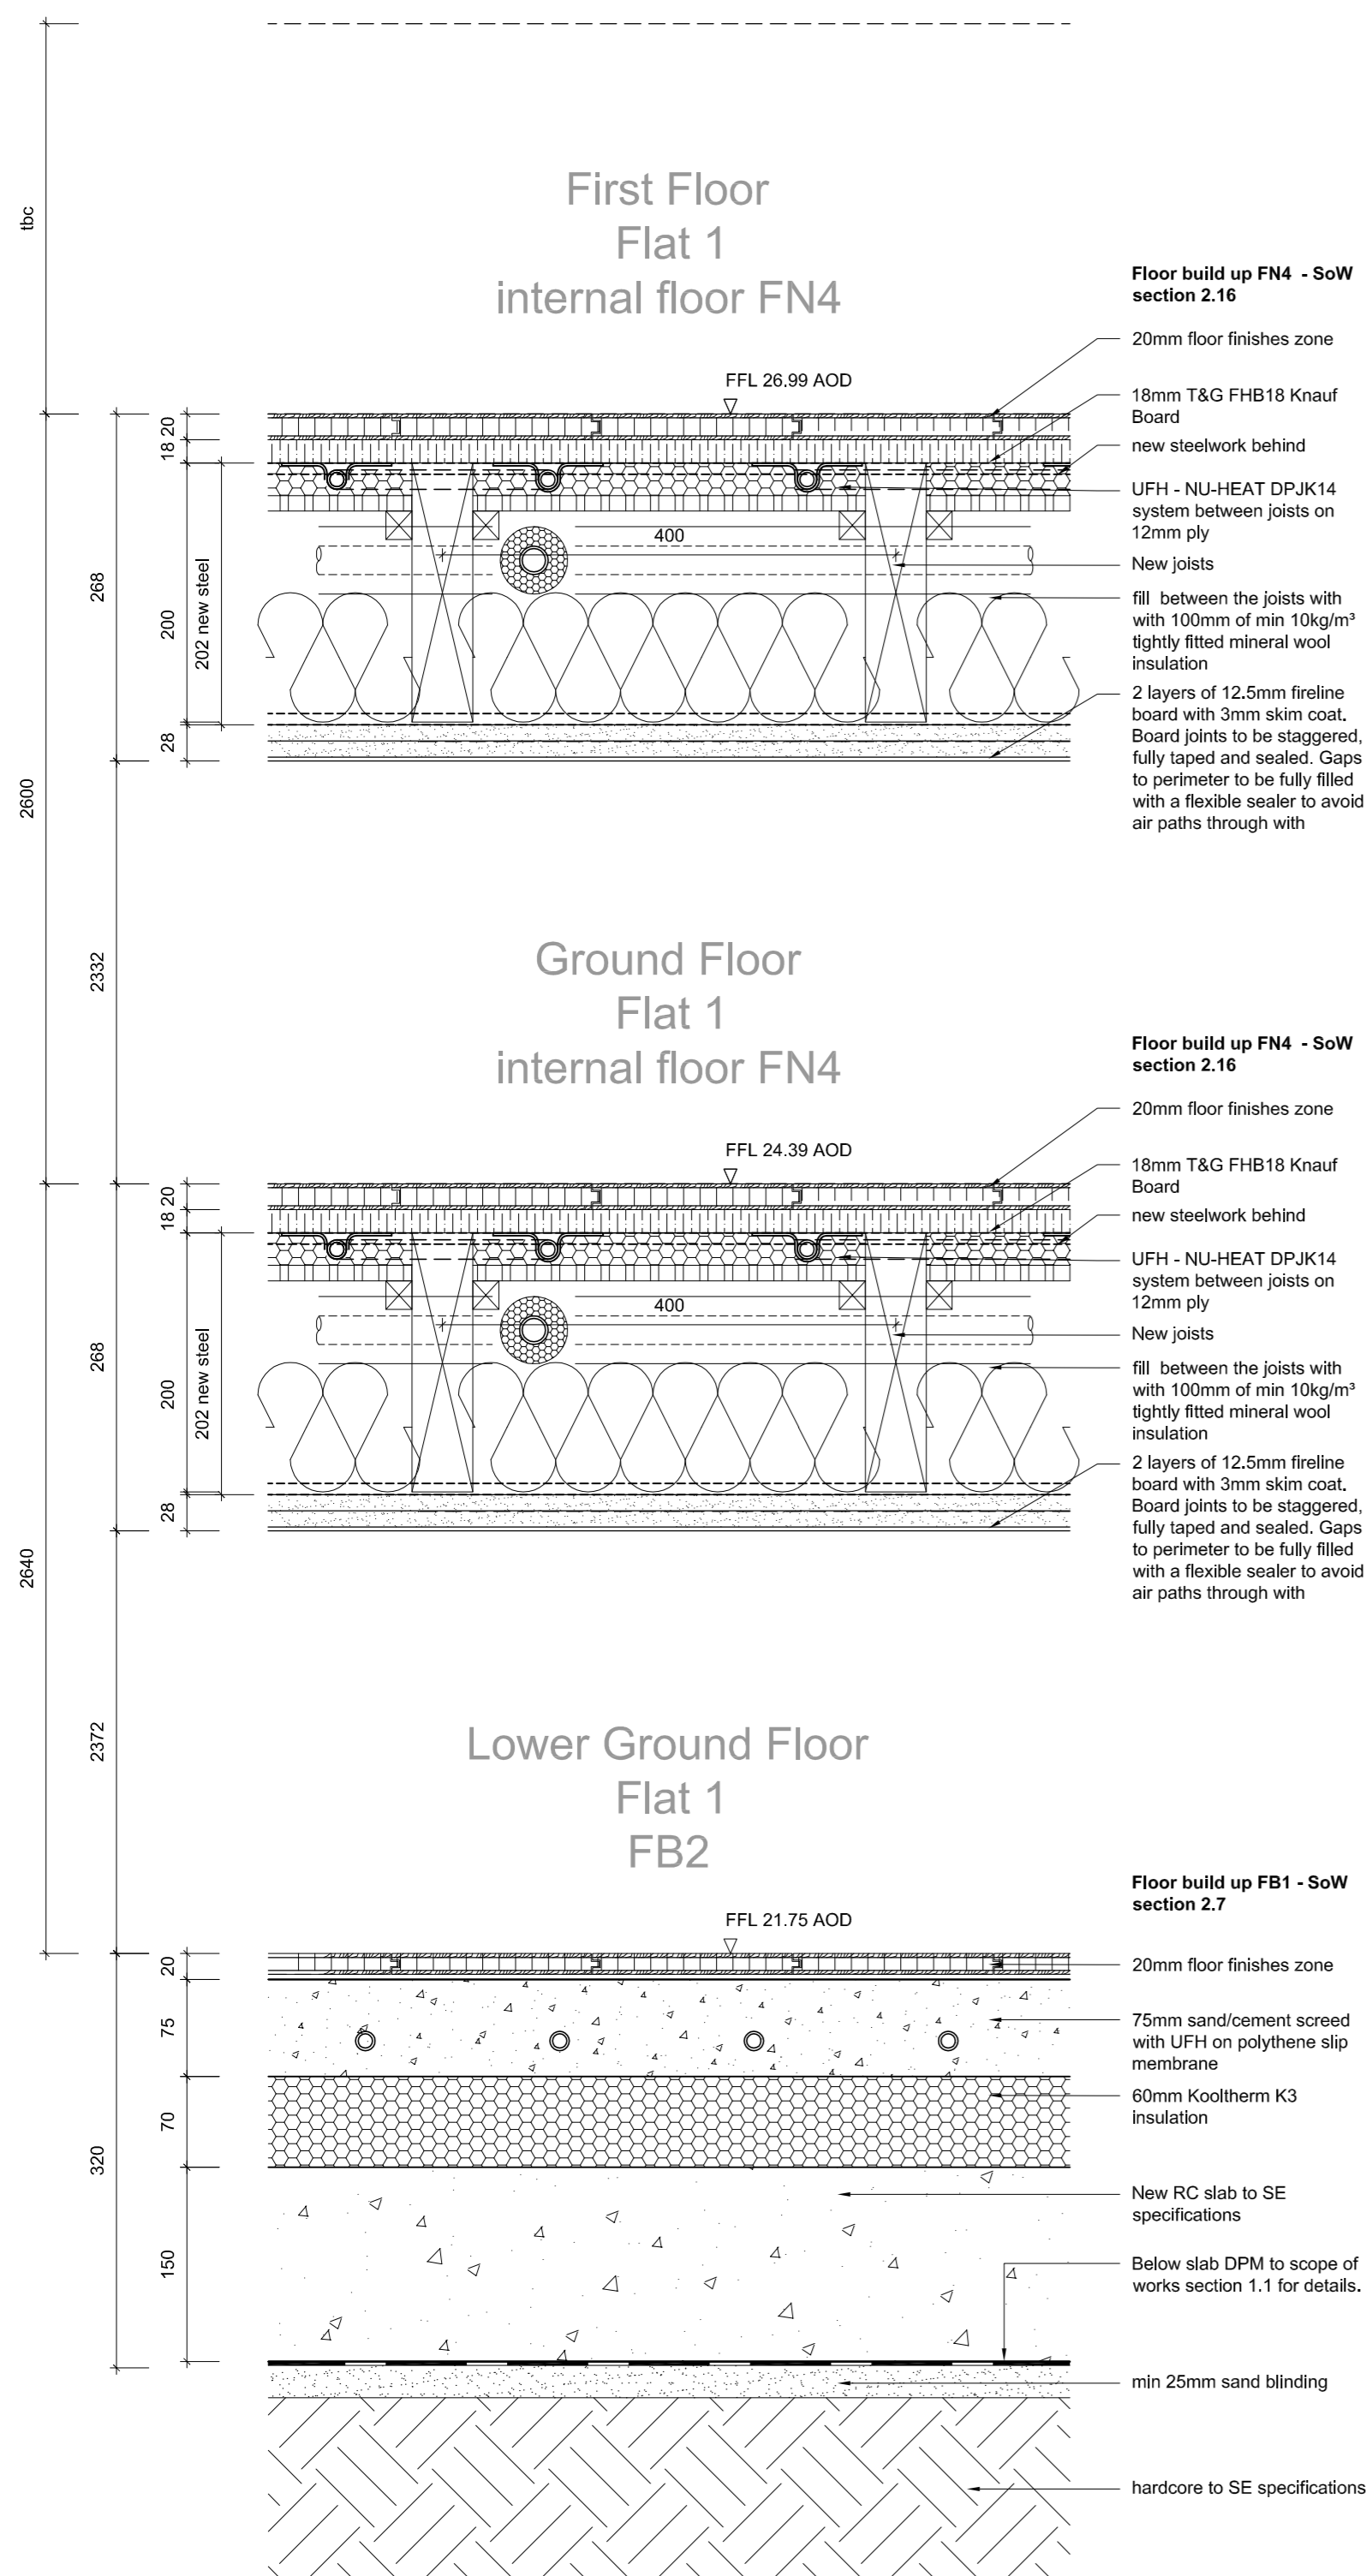 First Floor
Flat 1
internal floor FN4
tbc
Floor build up FN4 - SoW
section 2.16
20mm floor finishes zone
FFL 26.99 AOD
18mm T&G FHB18 Knauf
Board
new steelwork behind
UFH - NU-HEAT DPJK14
system between joists on
12mm ply
New joists
fill between the joists with
with 100mm of min 10kg/m³
tightly fitted mineral wool
insulation
2 layers of 12.5mm fireline
board with 3mm skim coat.
Board joints to be staggered,
fully taped and sealed. Gaps
to perimeter to be fully filled
with a flexible sealer to avoid
air paths through with
20
18
400
268
200
202 new steel
28
2600
2332
Ground Floor
Flat 1
internal floor FN4
Floor build up FN4 - SoW
section 2.16
20mm floor finishes zone
FFL 24.39 AOD
18mm T&G FHB18 Knauf
Board
new steelwork behind
UFH - NU-HEAT DPJK14
system between joists on
12mm ply
New joists
fill between the joists with
with 100mm of min 10kg/m³
tightly fitted mineral wool
insulation
2 layers of 12.5mm fireline
board with 3mm skim coat.
Board joints to be staggered,
fully taped and sealed. Gaps
to perimeter to be fully filled
with a flexible sealer to avoid
air paths through with
20
18
400
268
200
202 new steel
28
2640
2372
Lower Ground Floor
Flat 1
FB2
Floor build up FB1 - SoW
section 2.7
FFL 21.75 AOD
20mm floor finishes zone
75mm sand/cement screed
with UFH on polythene slip
membrane
60mm Kooltherm K3
insulation
New RC slab to SE
specifications
Below slab DPM to scope of
works section 1.1 for details.
min 25mm sand blinding
hardcore to SE specifications
20
75
70
320
150